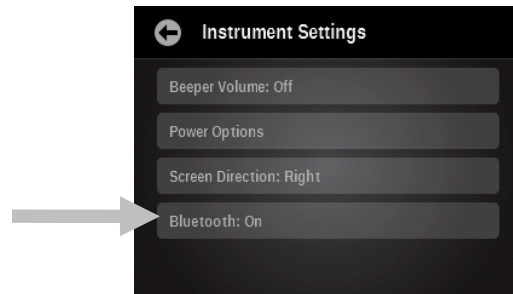 Instrument Settings
Beeper Volume: Off
Power Options
Screen Direction: Right
Bluetooth: On